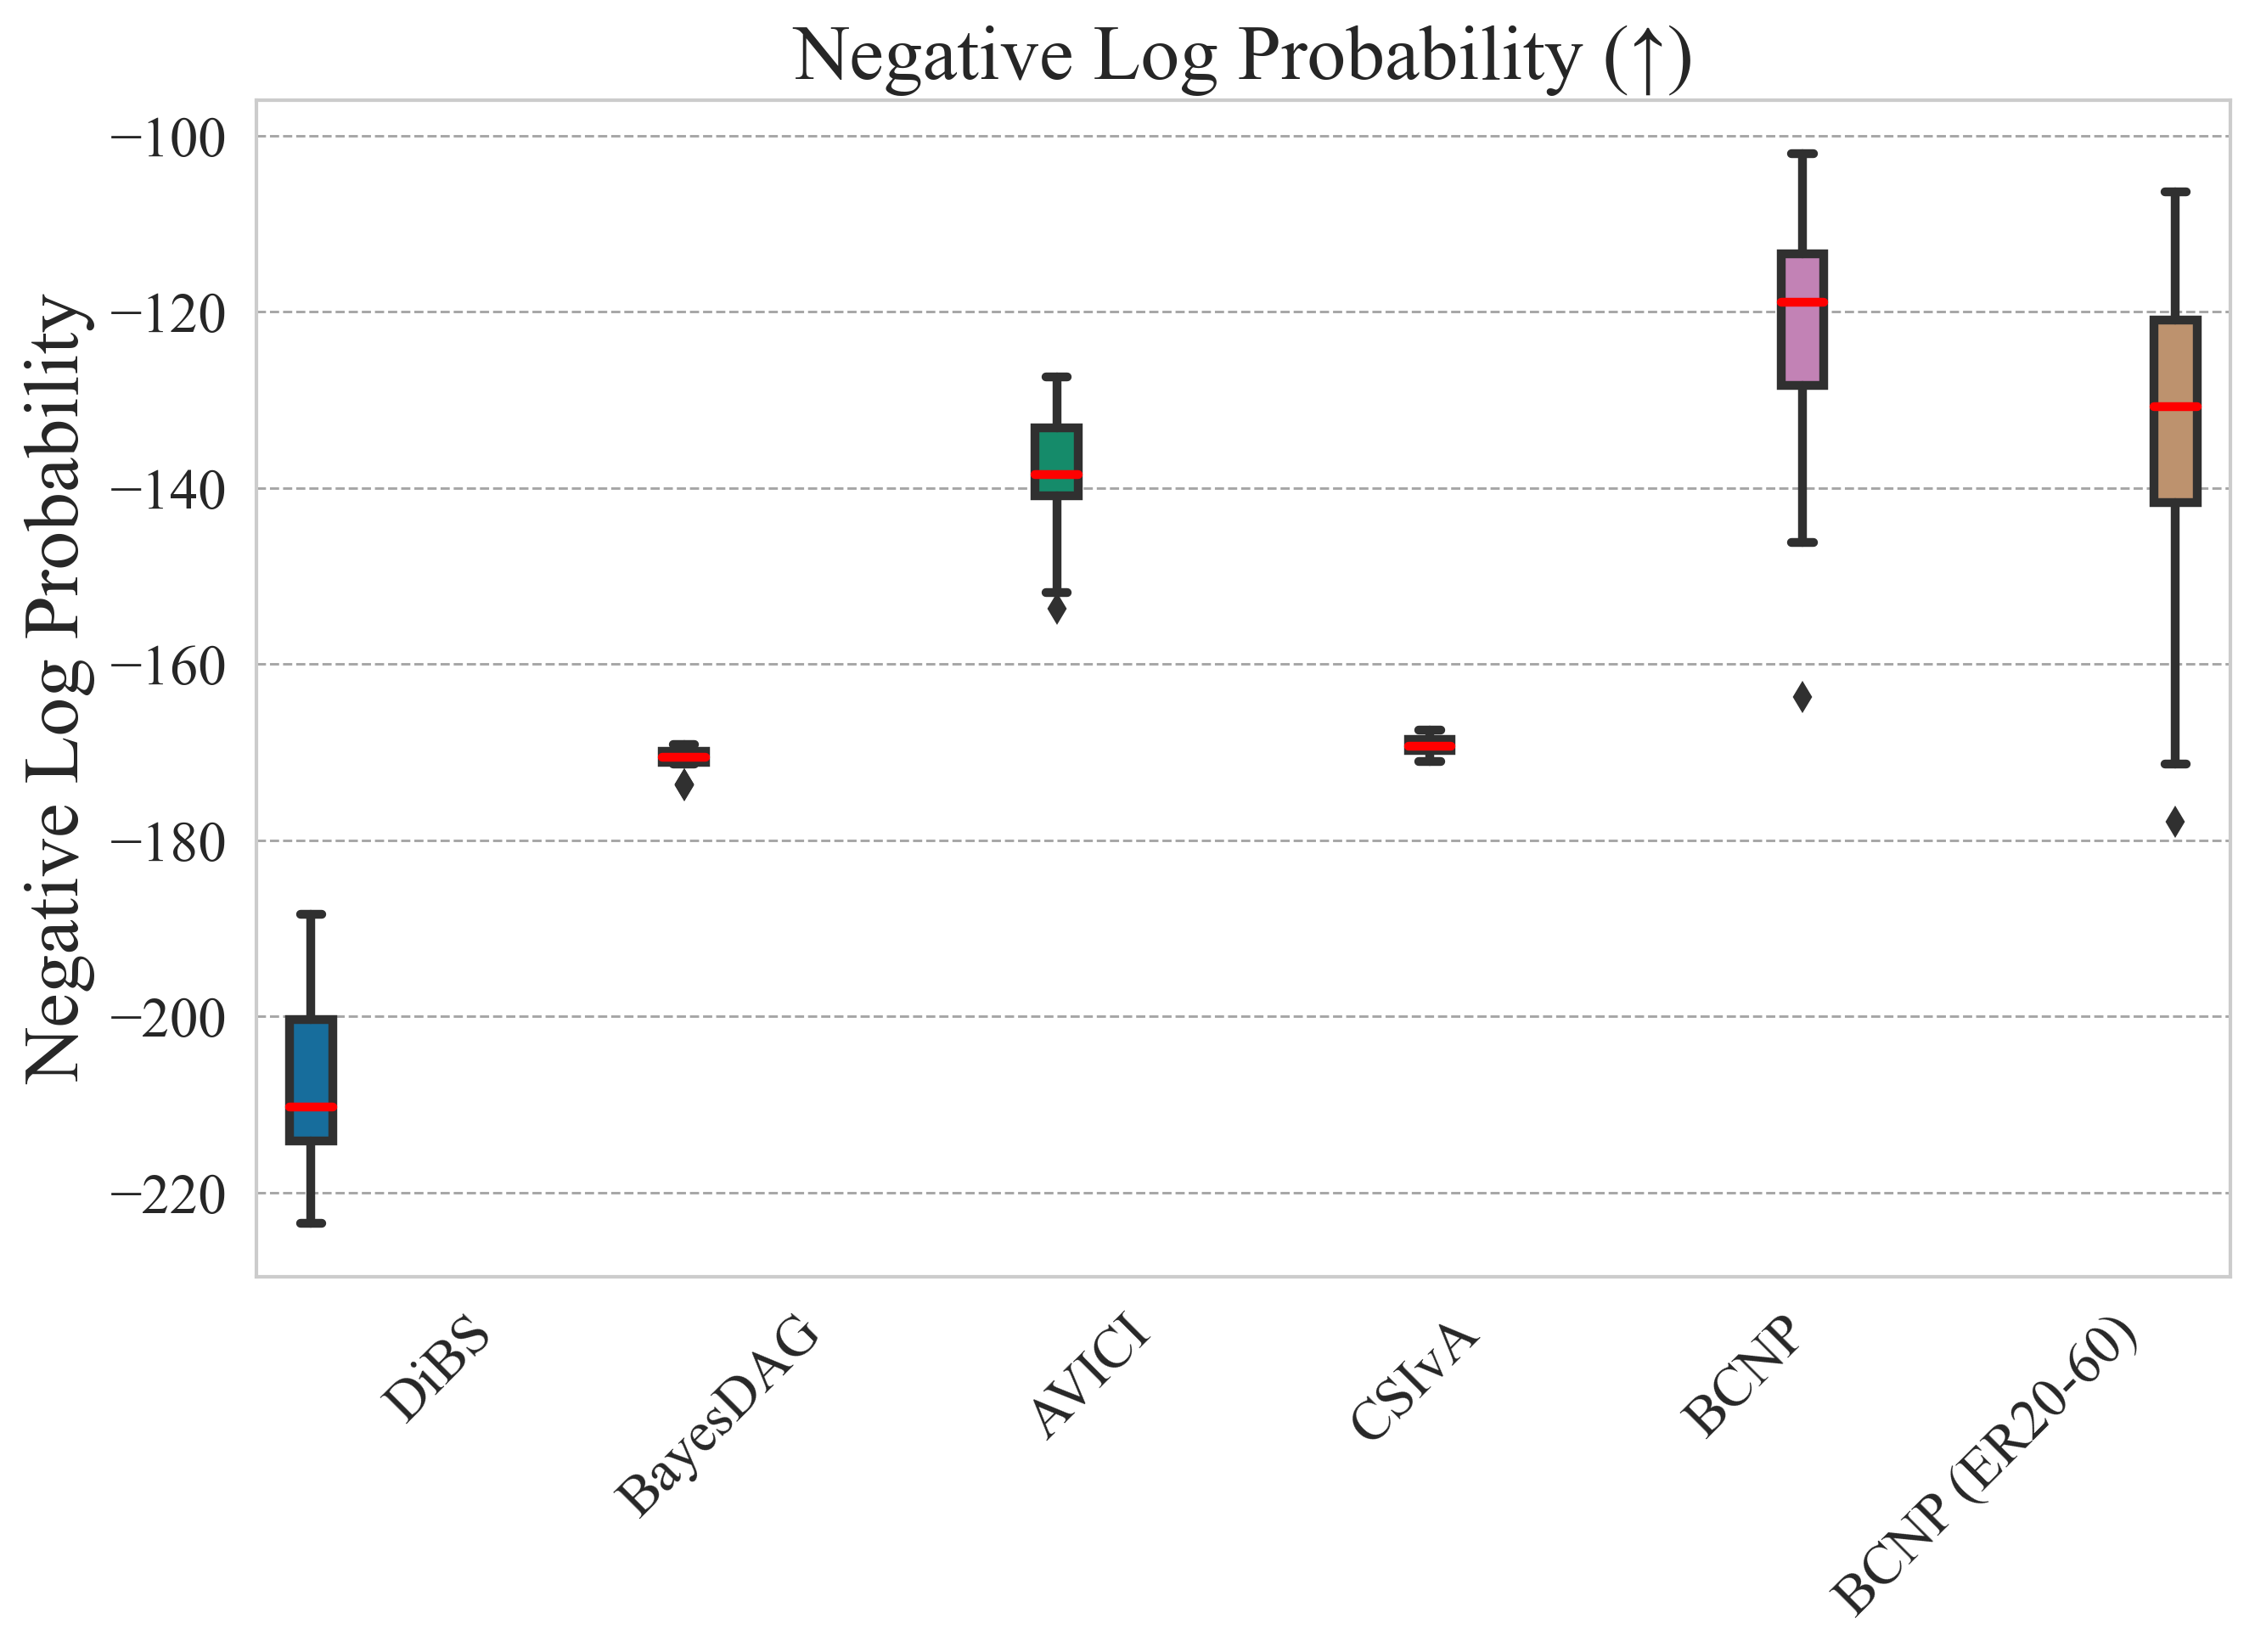 Negative Log Probability (↑)
Negative Log Probability
−100
−120
−140
−160
−180
−200
−220
DiBS
BayesDAG
AVICI
CSIvA
BCNP
BCNP (ER20-60)